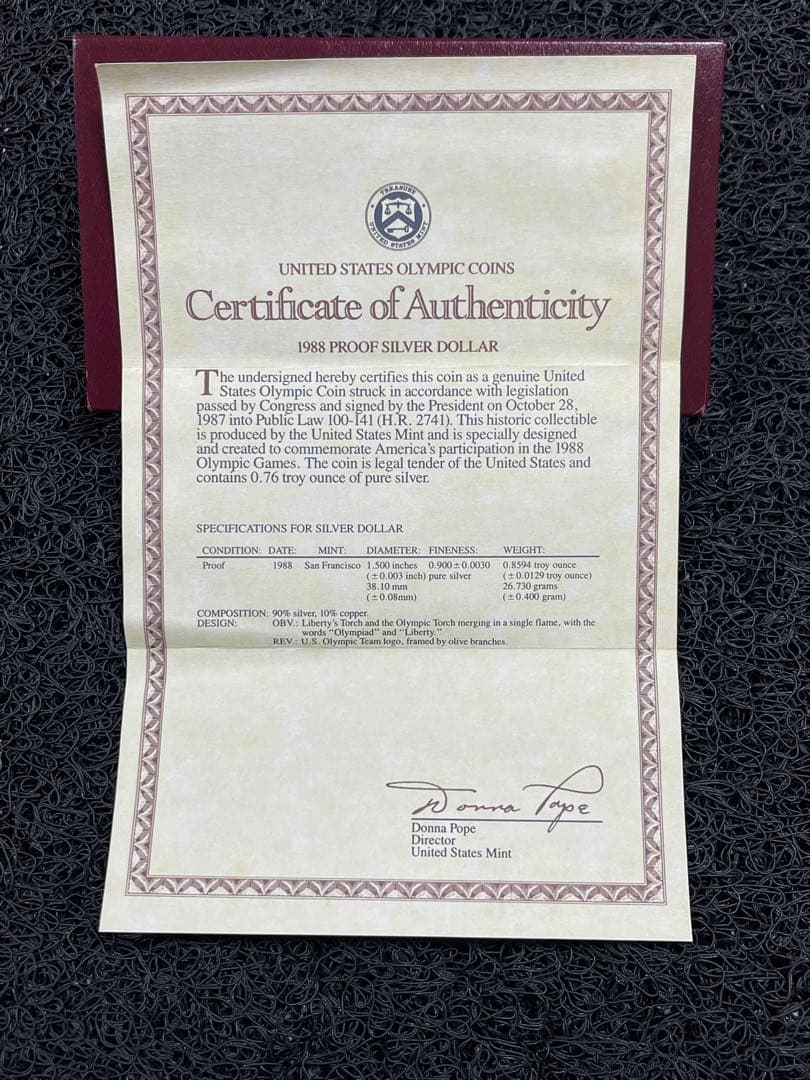 TREASURY
UNITED STATES MINT
UNITED STATES OLYMPIC COINS
Certificate of Authenticity
1988 PROOF SILVER DOLLAR
The undersigned hereby certifies this coin as a genuine United
States Olympic Coin struck in accordance with legislation
passed by Congress and signed by the President on October 28,
1987 into Public Law 100-141 (H.R. 2741). This historic collectible
is produced by the United States Mint and is specially designed
and created to commemorate America's participation in the 1988
Olympic Games. The coin is legal tender of the United States and
contains 0.76 troy ounce of pure silver.
SPECIFICATIONS FOR SILVER DOLLAR
CONDITION: DATE: MINT: DIAMETER: FINENESS: WEIGHT:
Proof 1988 San Francisco 1.500 inches 0.900 ± 0.0030 0.8594 troy ounce
(±0.003 inch) pure silver (±0.0129 troy ounce)
38.10 mm 26.730 grams
(±0.08mm) (±0.400 gram)
COMPOSITION: 90% silver, 10% copper.
DESIGN: OBV.: Liberty's Torch and the Olympic Torch merging in a single flame, with the
words "Olympiad" and "Liberty."
REV.: U.S. Olympic Team logo, framed by olive branches.
Donna Pope
Donna Pope
Director
United States Mint